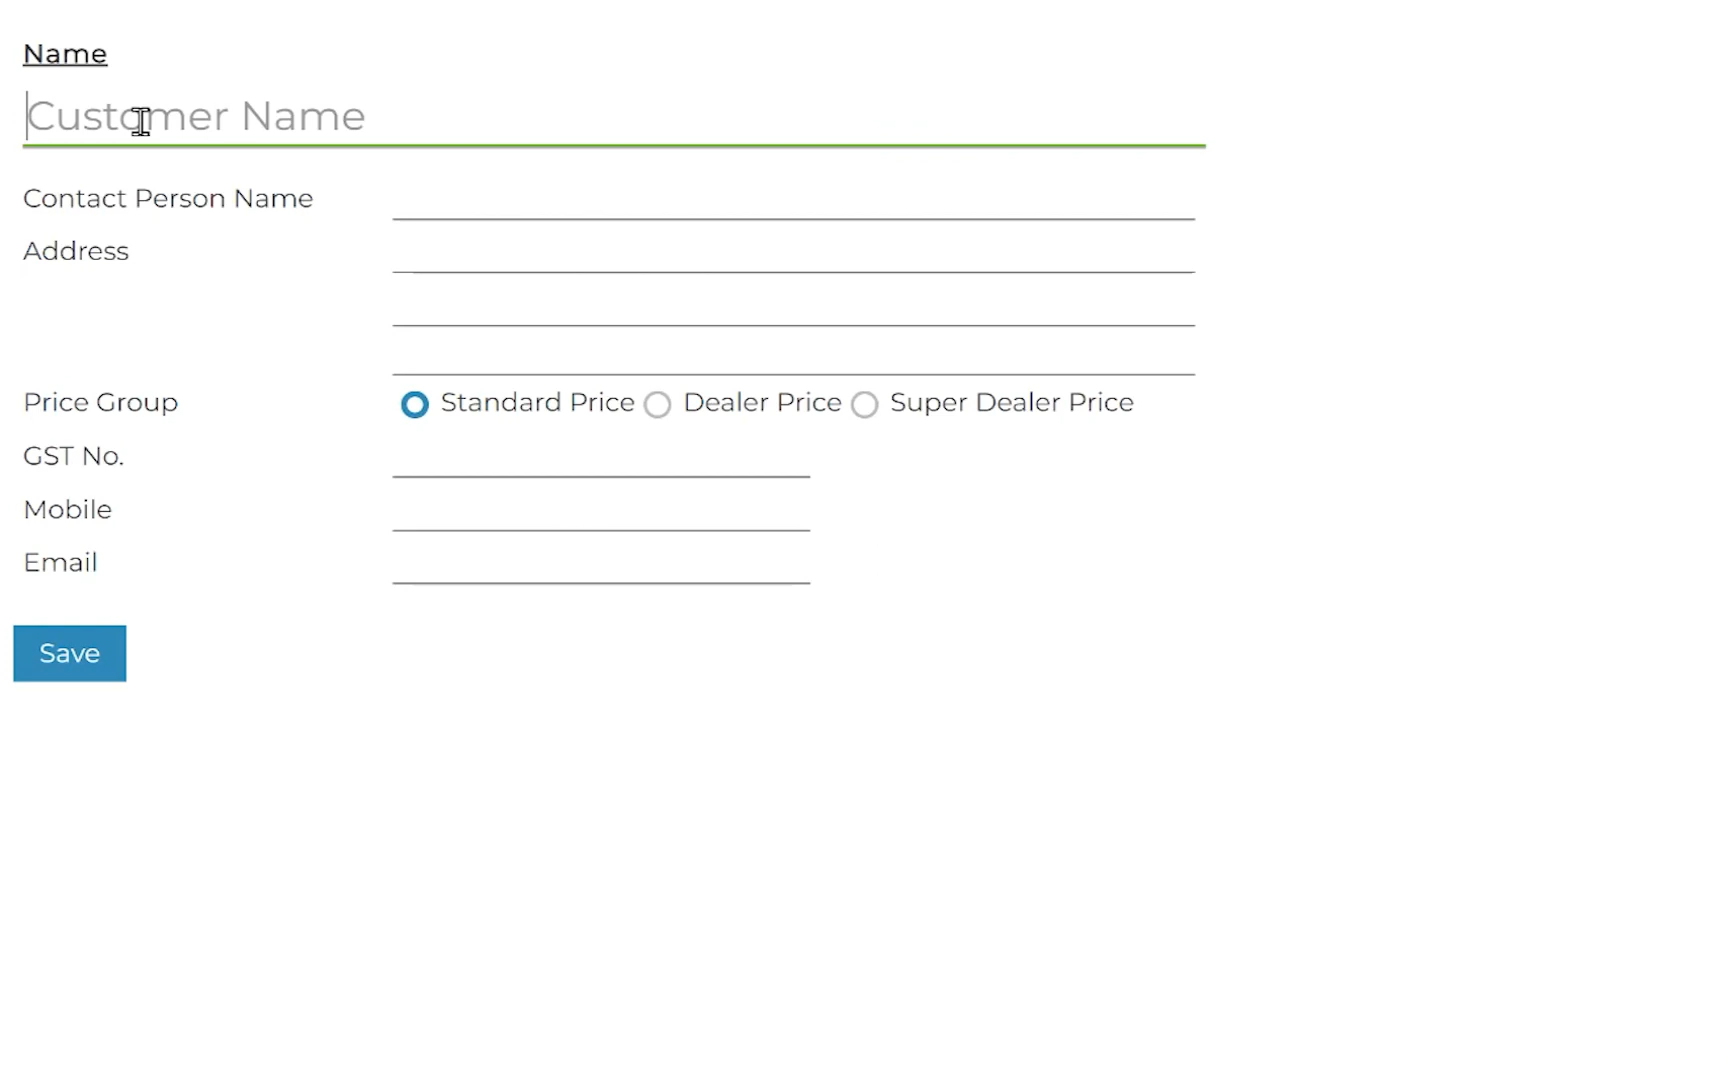 Name
Customer Name
Contact Person Name
Address
Price Group Standard Price Dealer Price Super Dealer Price
GST No.
Mobile
Email
Save